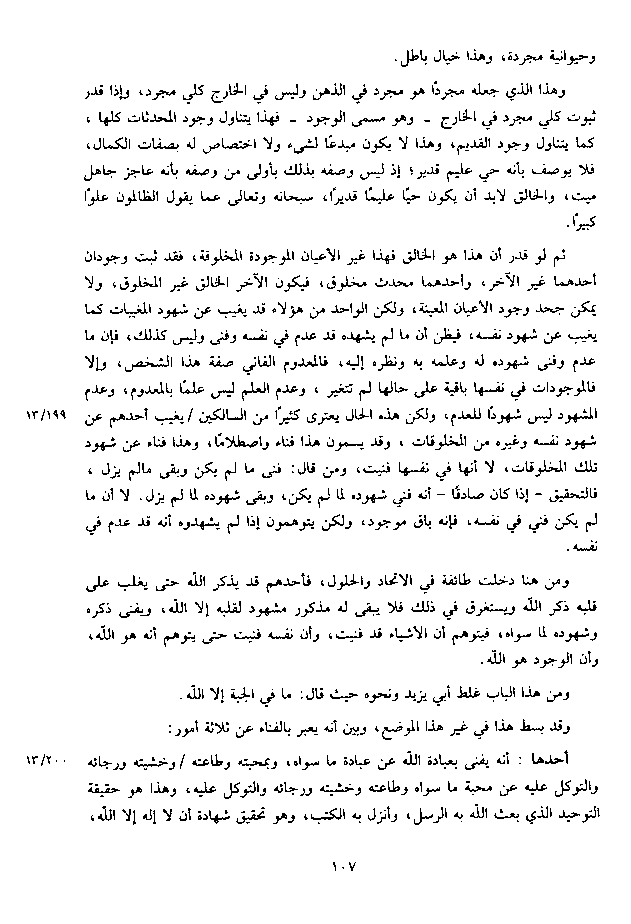 وحيوانية مجردة، وهذا خيال باطل.
وهذا الذي جعله مجردًا هو مجرد في الذهن وليس في الخارج كلي مجرد، وإذا قدر
ثبوت كلي مجرد في الخارج - وهو مسمى الوجود - فهذا يتناول وجود المحدثات كلها ،
كما يتناول وجود القديم، وهذا لا يكون مبدعًا لشيء ولا اختصاص له بصفات الكمال،
فلا يوصف بأنه حي عليم قدير؛ إذ ليس وصفه بذلك بأولى من وصفه بأنه عاجز جاهل
ميت، والخالق لابد أن يكون حيًا عليمًا قديرًا، سبحانه وتعالى عما يقول الظالمون علوًا
كبيرًا.
ثم لو قدر أن هذا هو الخالق فهذا غير الأعيان الموجودة المخلوقة، فقد ثبت وجودان
أحدهما غير الآخر، وأحدهما محدث مخلوق، فيكون الآخر الخالق غير المخلوق، ولا
يمكن جحد وجود الأعيان المعينة، ولكن الواحد من هؤلاء قد يغيب عن شهود المغيبات كما
يغيب عن شهود نفسه، فيظن أن ما لم يشهده قد عدم في نفسه وفنى وليس كذلك، فإن ما
عدم وفنى شهوده له وعلمه به ونظره إليه، فالمعدوم الفاني صفة هذا الشخص، وإلا
فالموجودات في نفسها باقية على حالها لم تتغير ، وعدم العلم ليس علمًا بالمعدوم، وعدم
المشهود ليس شهودًا للعدم، ولكن هذه الحال يعترى كثيرًا من السالكين /يغيب أحدهم عن ١٣/١٩٩
شهود نفسه وغيره من المخلوقات ، وقد يسمون هذا فناء واصطلامًا، وهذا فناء عن شهود
تلك المخلوقات، لا أنها في نفسها فنيت، ومن قال: فنى ما لم يكن وبقى مالم يزل ،
فالتحقيق - إذا كان صادقًا - أنه فني شهوده لما لم يكن، وبقى شهوده لما لم يزل. لا أن ما
لم يكن فني في نفسه، فإنه باق موجود، ولكن يتوهمون إذا لم يشهدوه أنه قد عدم في
نفسه.
ومن هنا دخلت طائفة في الاتحاد والحلول، فأحدهم قد يذكر الله حتى يغلب على
قلبه ذكر الله ويستغرق في ذلك فلا يبقى له مذكور مشهود لقلبه إلا الله، ويفنى ذكره
وشهوده لما سواه، فيتوهم أن الأشياء قد فنيت، وأن نفسه فنيت حتى يتوهم أنه هو الله،
وأن الوجود هو الله.
ومن هذا الباب غلط أبي يزيد ونحوه حيث قال: ما في الجبة إلا الله.
وقد بسط هذا في غير هذا الموضع، وبين أنه يعبر بالفناء عن ثلاثة أمور:
أحدها : أنه يفنى بعبادة الله عن عبادة ما سواه، وبمحبته وطاعته /وخشيته ورجائه ١٣/٢٠٠
والتوكل عليه عن محبة ما سواه وطاعته وخشيته ورجائه والتوكل عليه، وهذا هو حقيقة
التوحيد الذي بعث الله به الرسل، وأنزل به الكتب، وهو تحقيق شهادة أن لا إله إلا الله،
١٠٧